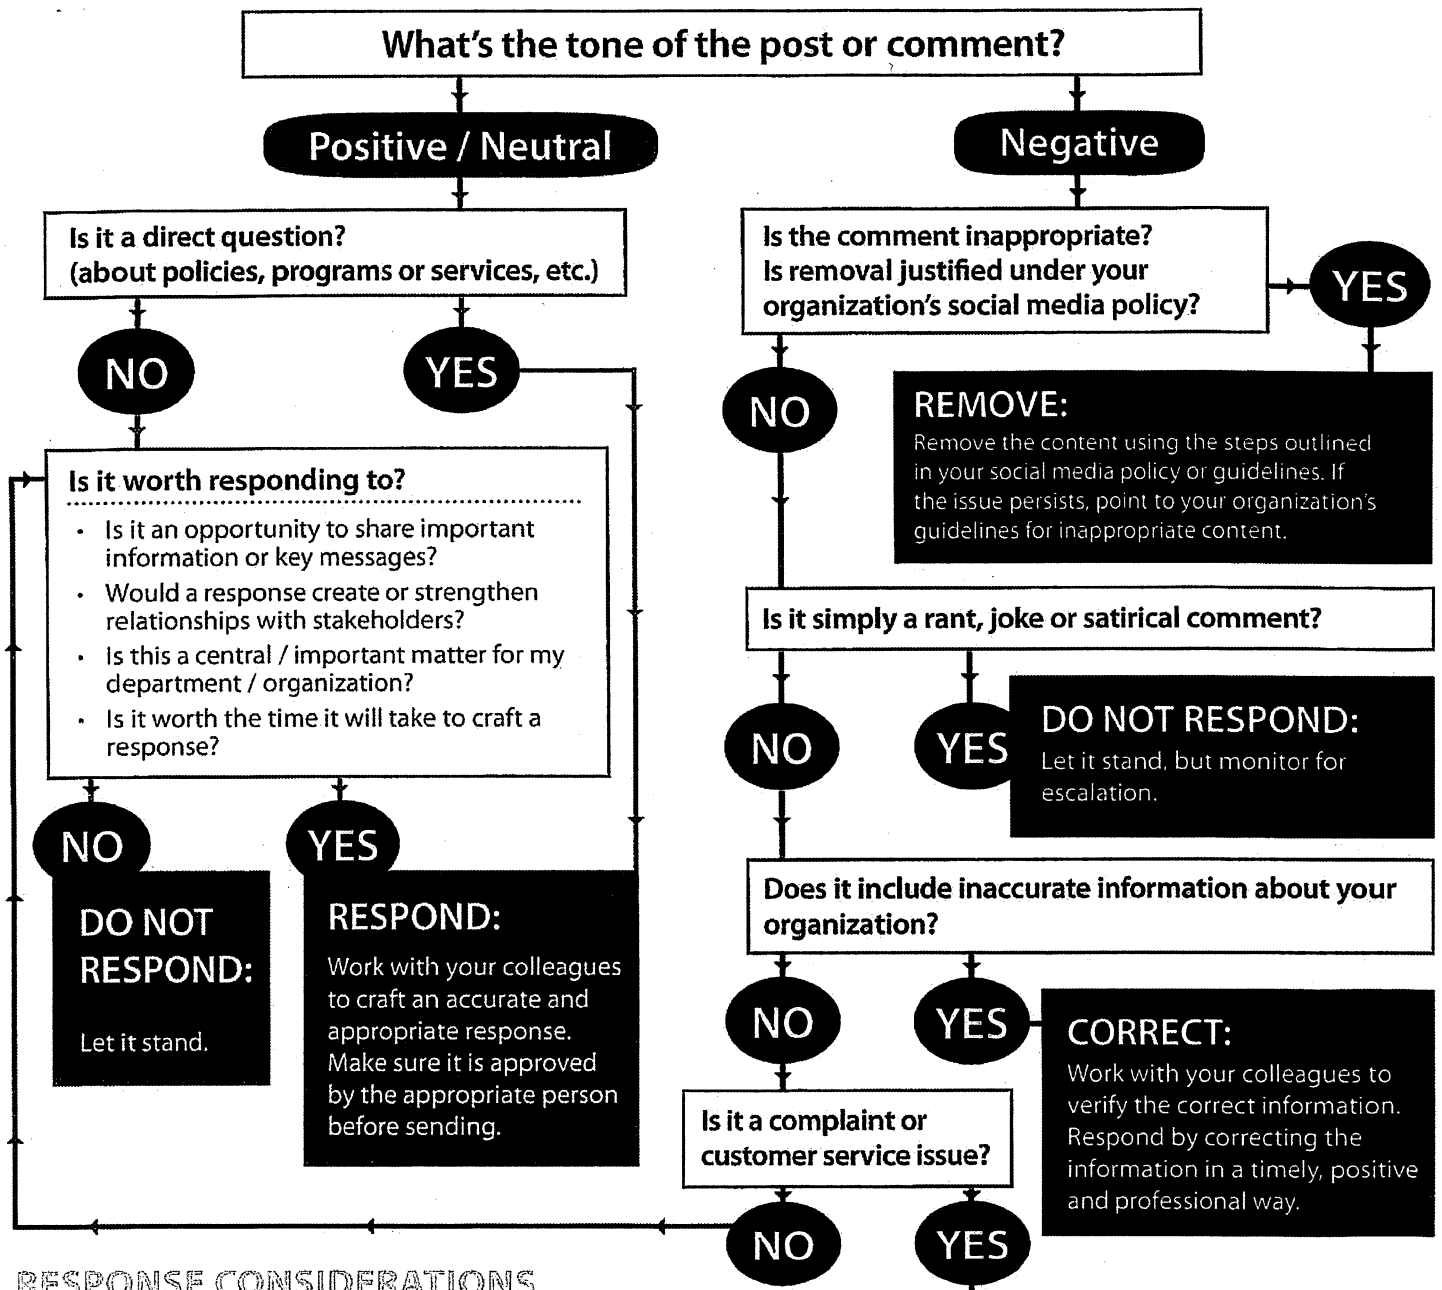 What's the tone of the post or comment?
Positive / Neutral
Negative
Is it a direct question?
(about policies, programs or services, etc.)
NO
YES
Is it worth responding to?
• Is it an opportunity to share important
information or key messages?
• Would a response create or strengthen
relationships with stakeholders?
• Is this a central / important matter for my
department / organization?
• Is it worth the time it will take to craft a
response?
NO
YES
DO NOT
RESPOND:
Let it stand.
RESPOND:
Work with your colleagues
to craft an accurate and
appropriate response.
Make sure it is approved
by the appropriate person
before sending.
Is the comment inappropriate?
Is removal justified under your
organization's social media policy?
YES
NO
REMOVE:
Remove the content using the steps outlined
in your social media policy or guidelines. If
the issue persists, point to your organization's
guidelines for inappropriate content.
Is it simply a rant, joke or satirical comment?
NO
YES
DO NOT RESPOND:
Let it stand, but monitor for
escalation.
Does it include inaccurate information about your
organization?
NO
YES
CORRECT:
Work with your colleagues to
verify the correct information.
Respond by correcting the
information in a timely, positive
and professional way.
Is it a complaint or
customer service issue?
NO
YES
RESPONSE CONSIDERATIONS